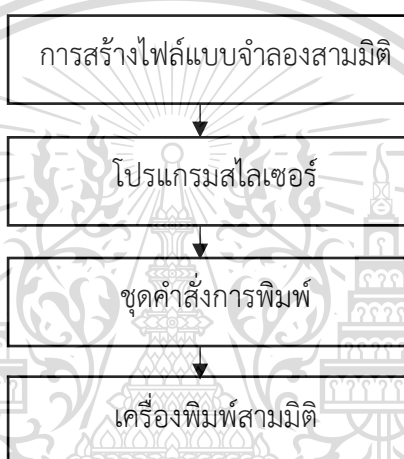 การสร้างไฟล์แบบจำลองสามมิติ
โปรแกรมสไลเซอร์
ชุดคำสั่งการพิมพ์
เครื่องพิมพ์สามมิติ